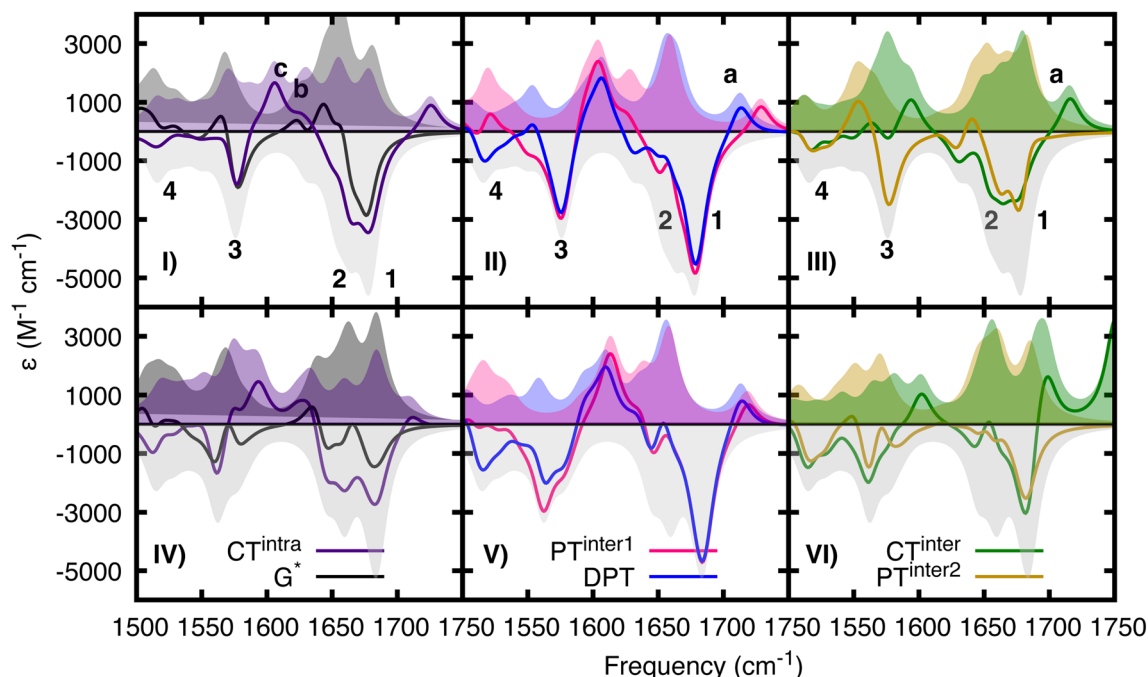 3000
1000
-1000
-3000
-5000
c
b
4
3
2
1
I)
a
4
3
2
1
II)
a
4
3
2
1
III)
3000
1000
-1000
-3000
-5000
ε (M⁻¹ cm⁻¹)
IV)
CTⁱⁿᵗʳᵃ
G*
V)
PTⁱⁿᵗᵉʳ¹
DPT
VI)
CTⁱⁿᵗᵉʳ
PTⁱⁿᵗᵉʳ²
1500 1550 1600 1650 1700 1750 1550 1600 1650 1700 1750 1550 1600 1650 1700 1750
Frequency (cm⁻¹)